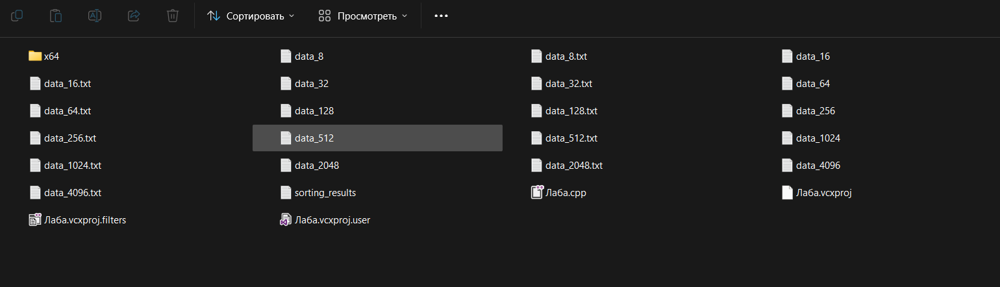 Сортировать Просмотреть
x64 data_8 data_8.txt data_16
data_16.txt data_32 data_32.txt data_64
data_64.txt data_128 data_128.txt data_256
data_256.txt data_512 data_512.txt data_1024
data_1024.txt data_2048 data_2048.txt data_4096
data_4096.txt sorting_results Лаба.cpp Лаба.vcxproj
Лаба.vcxproj.filters Лаба.vcxproj.user